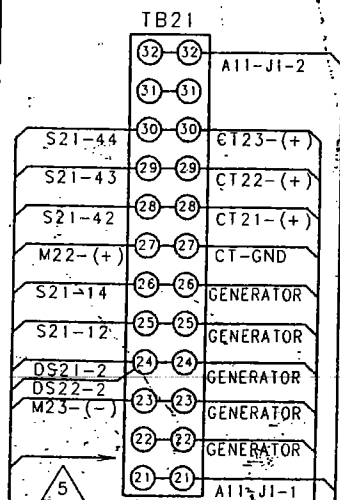 TB21
32 32 A11-J1-2
31 31
S21-44 30 30 CT23-(+)
S21-43 29 29 CT22-(+)
S21-42 28 28 CT21-(+)
M22-(+) 27 27 CT-GND
S21-14 26 26 GENERATOR
S21-12 25 25 GENERATOR
DS21-2 24 24 GENERATOR
DS22-2
M23-(-) 23 23 GENERATOR
22 22 GENERATOR
5 21 21 A11-J1-1